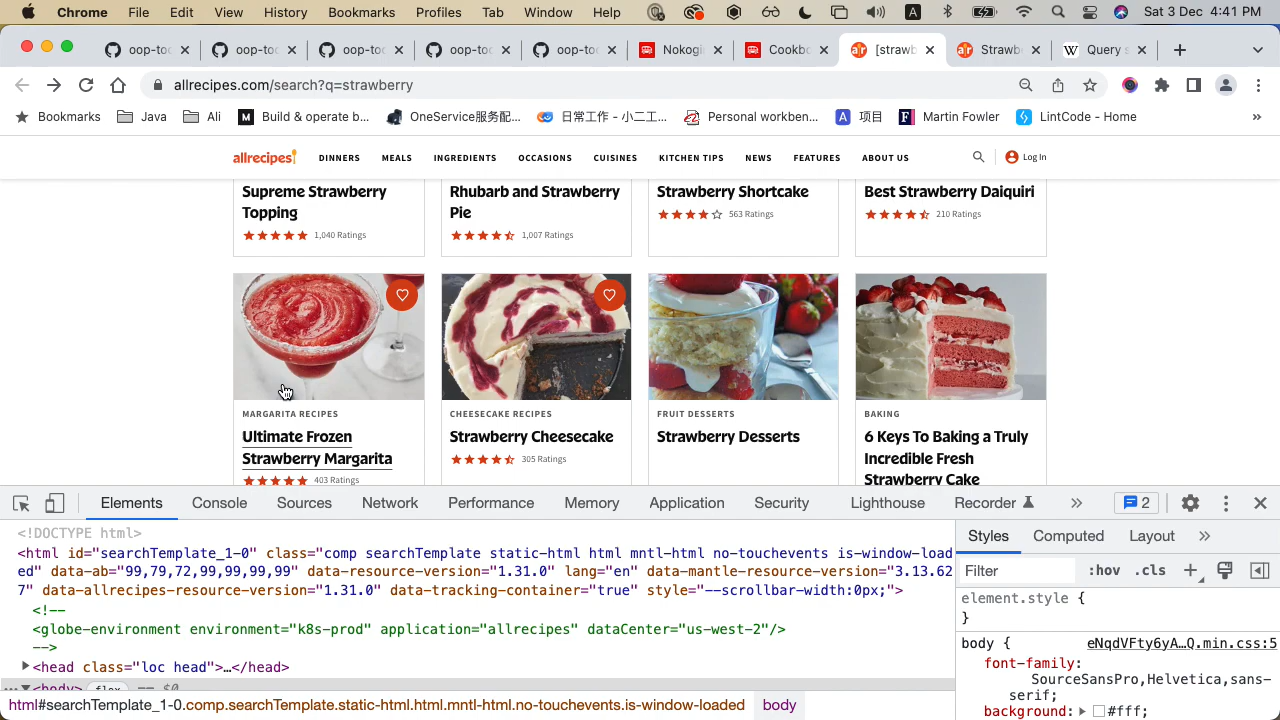 Chrome File Edit View History Bookmarks Profiles Tab Window Help A Sat 3 Dec 4:41 PM
oop-too oop-too oop-too oop-too oop-too Nokogi Cookbo [strawb Strawb Query s
allrecipes.com/search?q=strawberry
Bookmarks Java Ali Build & operate b... OneService服务配... 日常工作 - 小二工... Personal workben... 项目 Martin Fowler LintCode - Home »
allrecipes DINNERS MEALS INGREDIENTS OCCASIONS CUISINES KITCHEN TIPS NEWS FEATURES ABOUT US Log In
Supreme Strawberry Topping
1,040 Ratings
Rhubarb and Strawberry Pie
1,007 Ratings
Strawberry Shortcake
563 Ratings
Best Strawberry Daiquiri
210 Ratings
MARGARITA RECIPES
Ultimate Frozen
Strawberry Margarita
403 Ratings
CHEESECAKE RECIPES
Strawberry Cheesecake
305 Ratings
FRUIT DESSERTS
Strawberry Desserts
BAKING
6 Keys To Baking a Truly
Incredible Fresh
Strawberry Cake
Elements Console Sources Network Performance Memory Application Security Lighthouse Recorder » 2
<!DOCTYPE html>
<html id="searchTemplate_1-0" class="comp searchTemplate static-html html mntl-html no-touchevents is-window-load
ed" data-ab="99,79,72,99,99,99,99" data-resource-version="1.31.0" lang="en" data-mantle-resource-version="3.13.62
7" data-allrecipes-resource-version="1.31.0" data-tracking-container="true" style="--scrollbar-width:0px;">
<!--
<globe-environment environment="k8s-prod" application="allrecipes" dataCenter="us-west-2"/>
-->
<head class="loc head">…</head>
<body> flex == $0
html#searchTemplate_1-0.comp.searchTemplate.static-html.html.mntl-html.no-touchevents.is-window-loaded body
Styles Computed Layout »
Filter :hov .cls +
element.style {
}
body { eNqdVFty6yA…Q.min.css:5
font-family:
SourceSansPro,Helvetica,sans-
serif;
background: #fff;